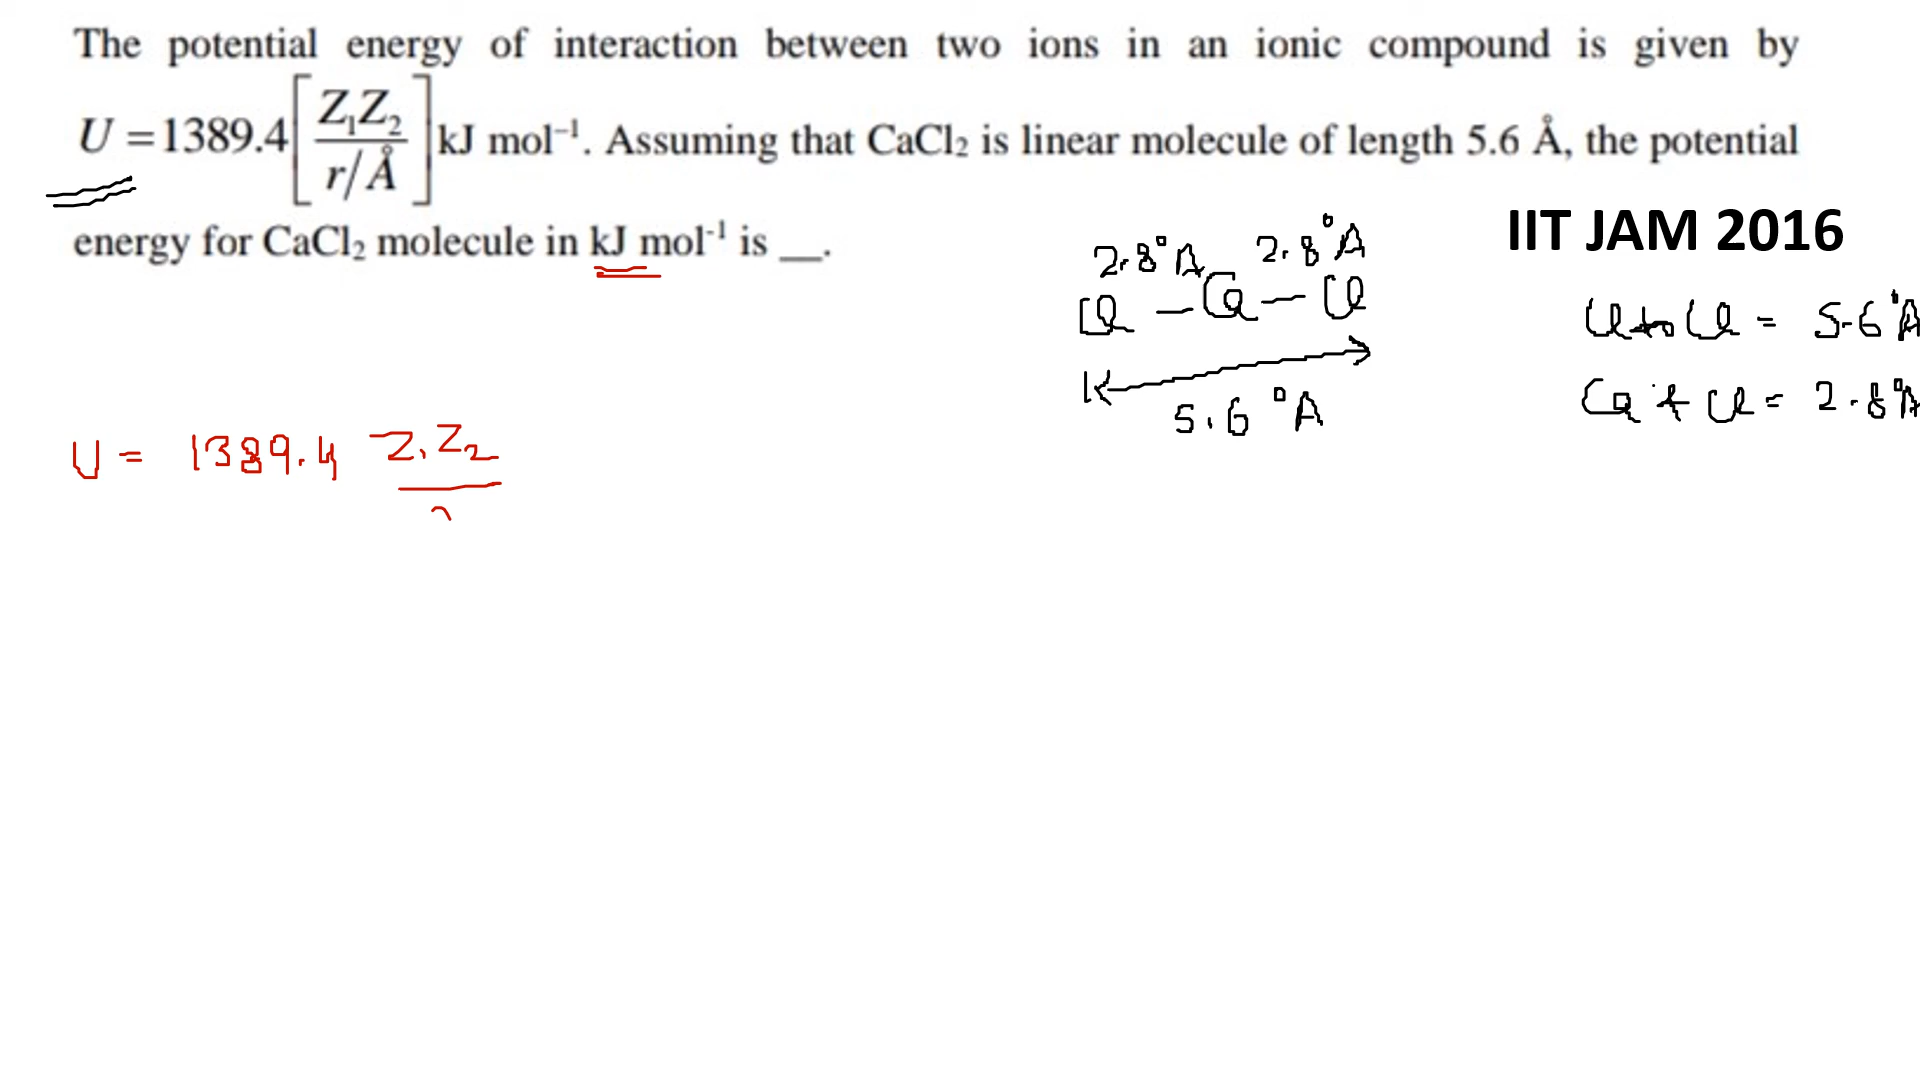 The potential energy of interaction between two ions in an ionic compound is given by
U = 1389.4 [ Z₁Z₂ / r/Å ] kJ mol⁻¹. Assuming that CaCl₂ is linear molecule of length 5.6 Å, the potential
energy for CaCl₂ molecule in kJ mol⁻¹ is __.
IIT JAM 2016
2.8°A 2.8°A
Cl – Ca – Cl
5.6 °A
Cl to Cl = 5.6°A
Ca + Cl = 2.8°A
U = 1389.4 Z₁Z₂